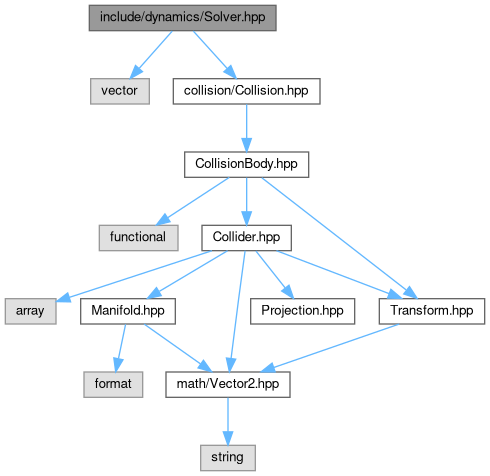 include/dynamics/Solver.hpp
vector
collision/Collision.hpp
CollisionBody.hpp
functional
Collider.hpp
array
Manifold.hpp
Projection.hpp
Transform.hpp
format
math/Vector2.hpp
string